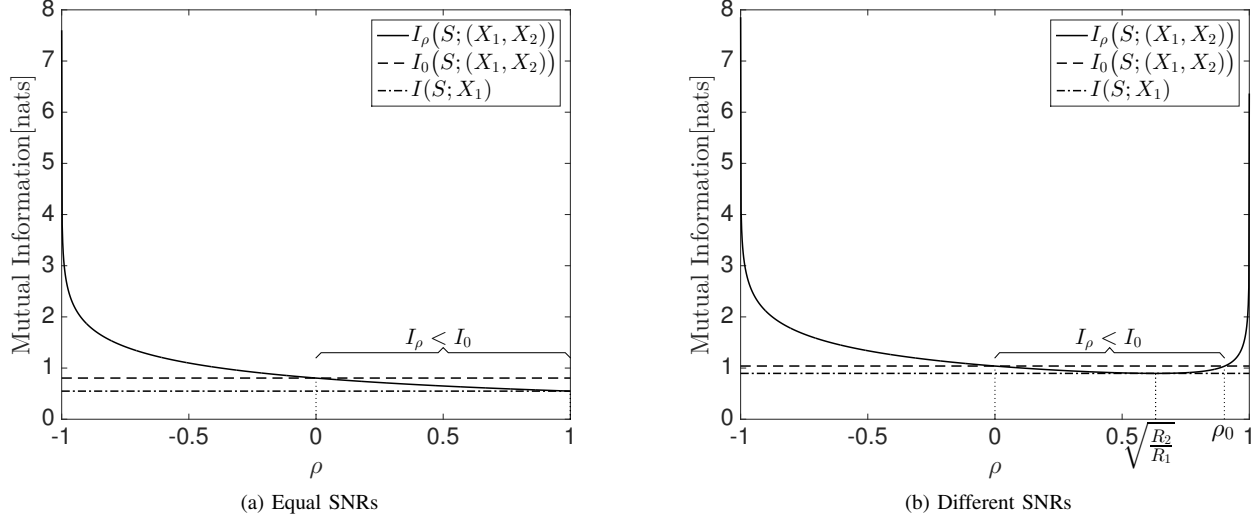 Mutual Information[nats]
8
7
6
5
4
3
2
1
0
-1
-0.5
0
0.5
1
ρ
I_ρ(S; (X_1, X_2))
I_0(S; (X_1, X_2))
I(S; X_1)
I_ρ < I_0
(a) Equal SNRs
Mutual Information[nats]
8
7
6
5
4
3
2
1
0
-1
-0.5
0
0.5
1
√(R_2/R_1)
ρ_0
ρ
I_ρ(S; (X_1, X_2))
I_0(S; (X_1, X_2))
I(S; X_1)
I_ρ < I_0
(b) Different SNRs